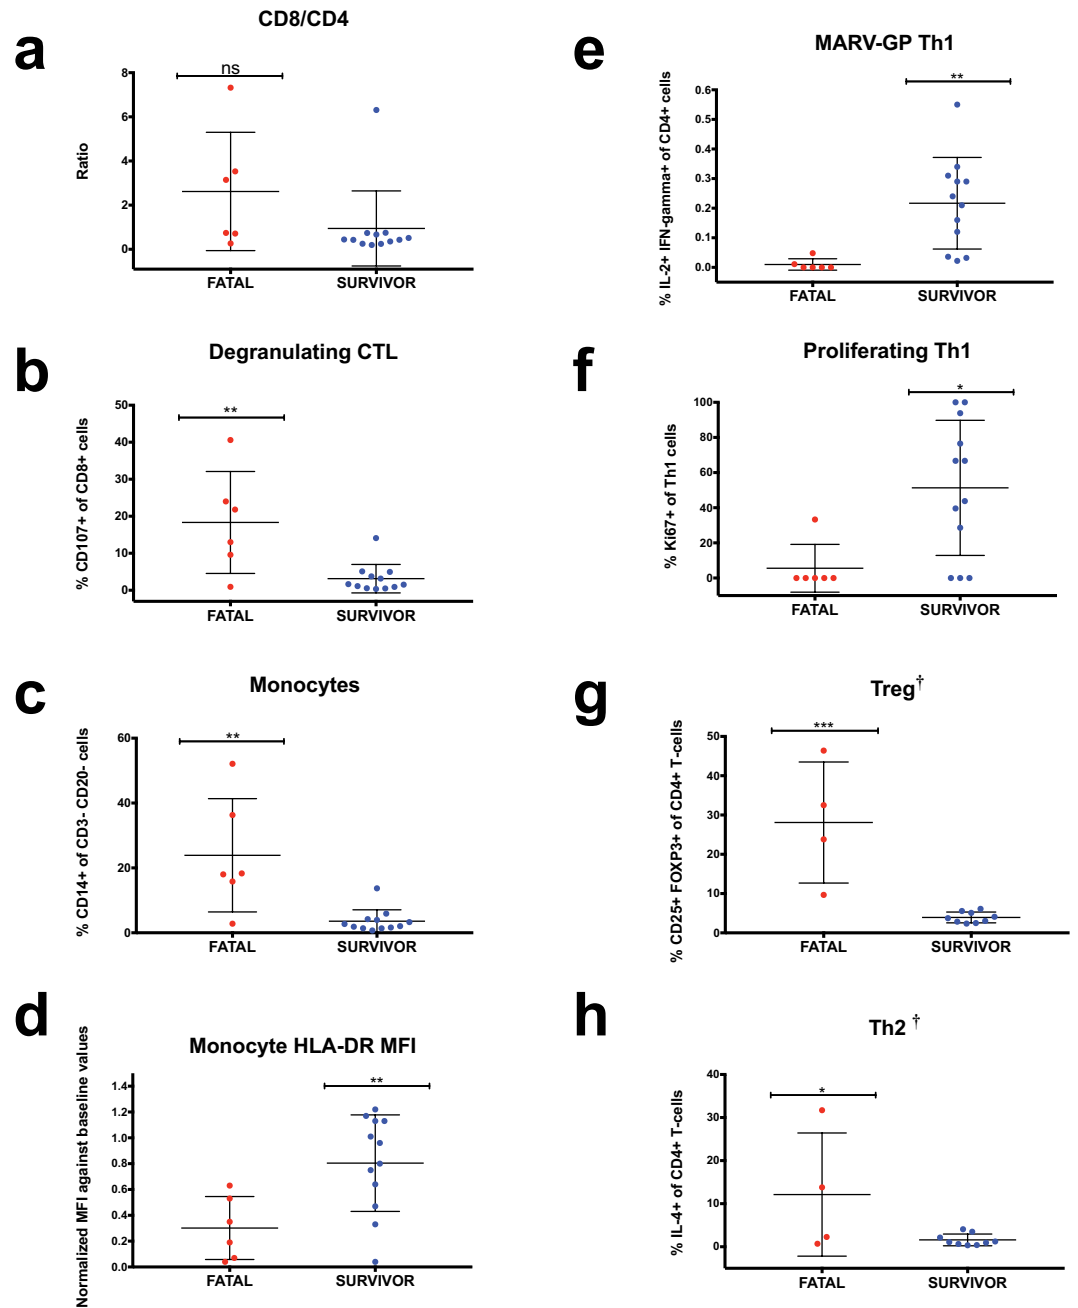 a
CD8/CD4
ns
Ratio
8
6
4
2
0
FATAL
SURVIVOR
b
Degranulating CTL
**
% CD107+ of CD8+ cells
50
40
30
20
10
0
FATAL
SURVIVOR
c
Monocytes
**
% CD14+ of CD3- CD20- cells
60
40
20
0
FATAL
SURVIVOR
d
Monocyte HLA-DR MFI
**
Normalized MFI against baseline values
1.4
1.2
1.0
0.8
0.6
0.4
0.2
0.0
FATAL
SURVIVOR
e
MARV-GP Th1
**
% IL-2+ IFN-gamma+ of CD4+ cells
0.6
0.5
0.4
0.3
0.2
0.1
0.0
FATAL
SURVIVOR
f
Proliferating Th1
*
% Ki67+ of Th1 cells
100
80
60
40
20
0
FATAL
SURVIVOR
g
Treg†
***
% CD25+ FOXP3+ of CD4+ T-cells
50
40
30
20
10
0
FATAL
SURVIVOR
h
Th2 †
*
% IL-4+ of CD4+ T-cells
40
30
20
10
0
FATAL
SURVIVOR